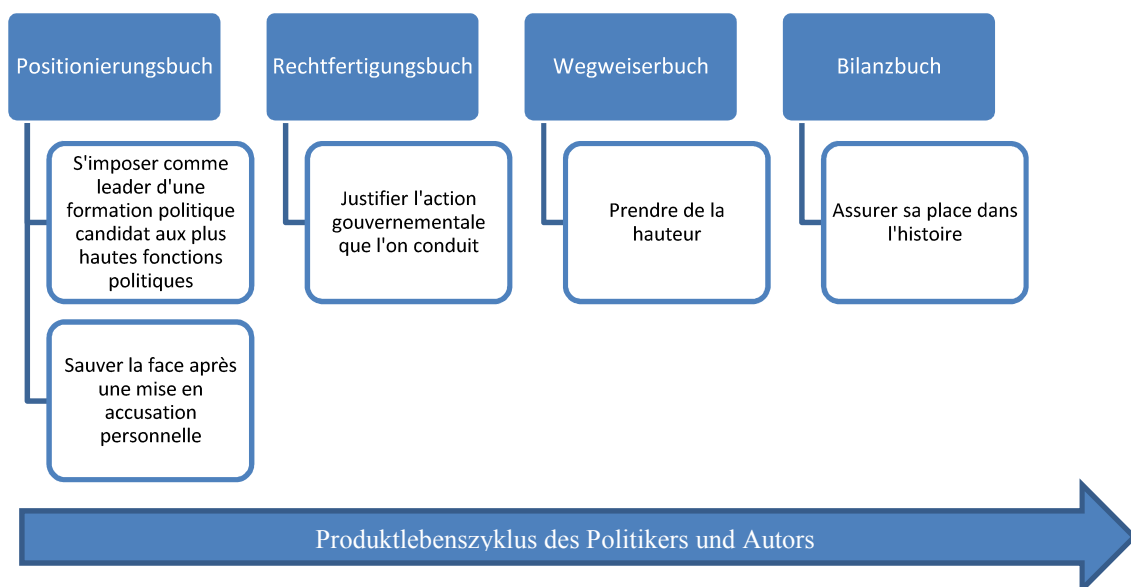 Positionierungsbuch
Rechtfertigungsbuch
Wegweiserbuch
Bilanzbuch
S'imposer comme
leader d'une
formation politique
candidat aux plus
hautes fonctions
politiques
Justifier l'action
gouvernementale
que l'on conduit
Prendre de la
hauteur
Assurer sa place dans
l'histoire
Sauver la face après
une mise en
accusation
personnelle
Produktlebenszyklus des Politikers und Autors